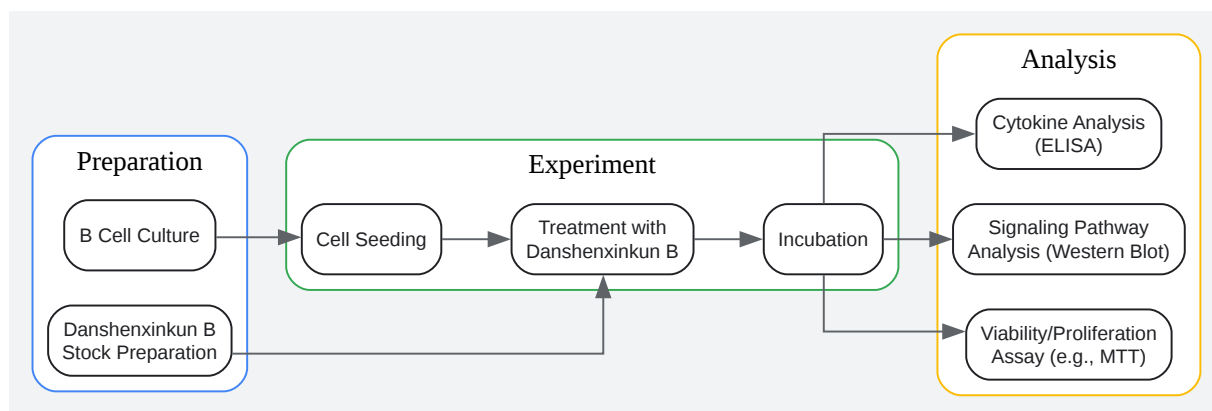 Preparation
B Cell Culture
Danshenxinkun B
Stock Preparation
Experiment
Cell Seeding
Treatment with
Danshenxinkun B
Incubation
Analysis
Cytokine Analysis
(ELISA)
Signaling Pathway
Analysis (Western Blot)
Viability/Proliferation
Assay (e.g., MTT)